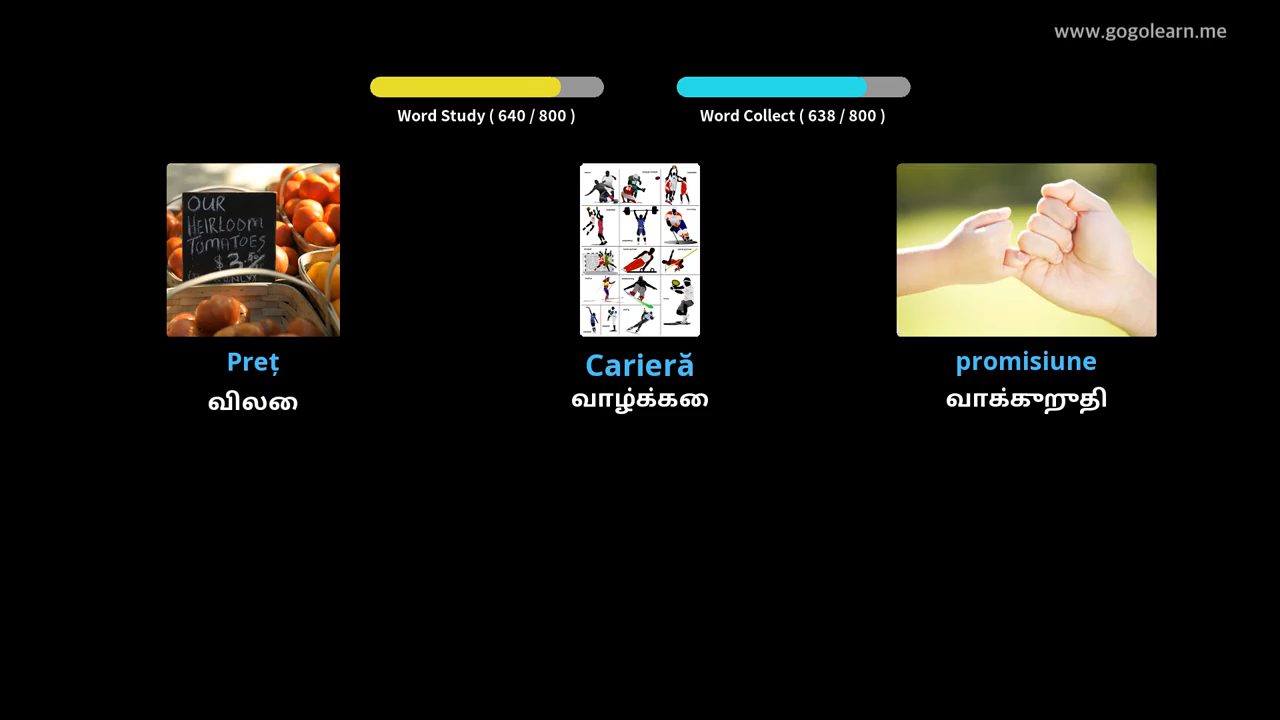 www.gogolearn.me
Word Study ( 640 / 800 )
Word Collect ( 638 / 800 )
OUR
HEIRLOOM
TOMATOES
Preț
Carieră
promisiune
விலை
வாழ்க்கை
வாக்குறுதி